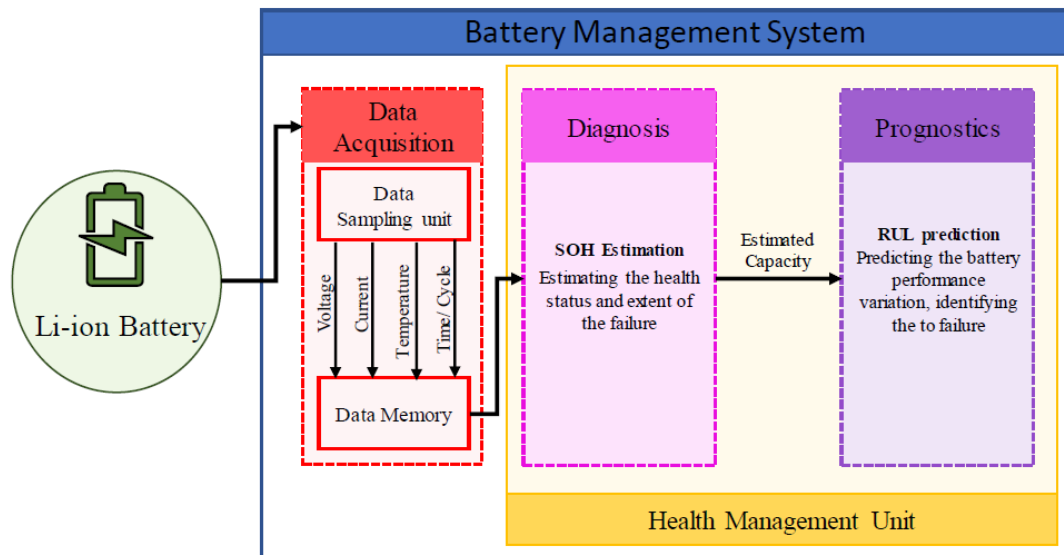 Battery Management System
Data
Acquisition
Data
Sampling unit
Voltage
Current
Temperature
Time/ Cycle
Data Memory
Li-ion Battery
Diagnosis
SOH Estimation
Estimating the health
status and extent of
the failure
Estimated
Capacity
Prognostics
RUL prediction
Predicting the battery
performance
variation, identifying
the to failure
Health Management Unit